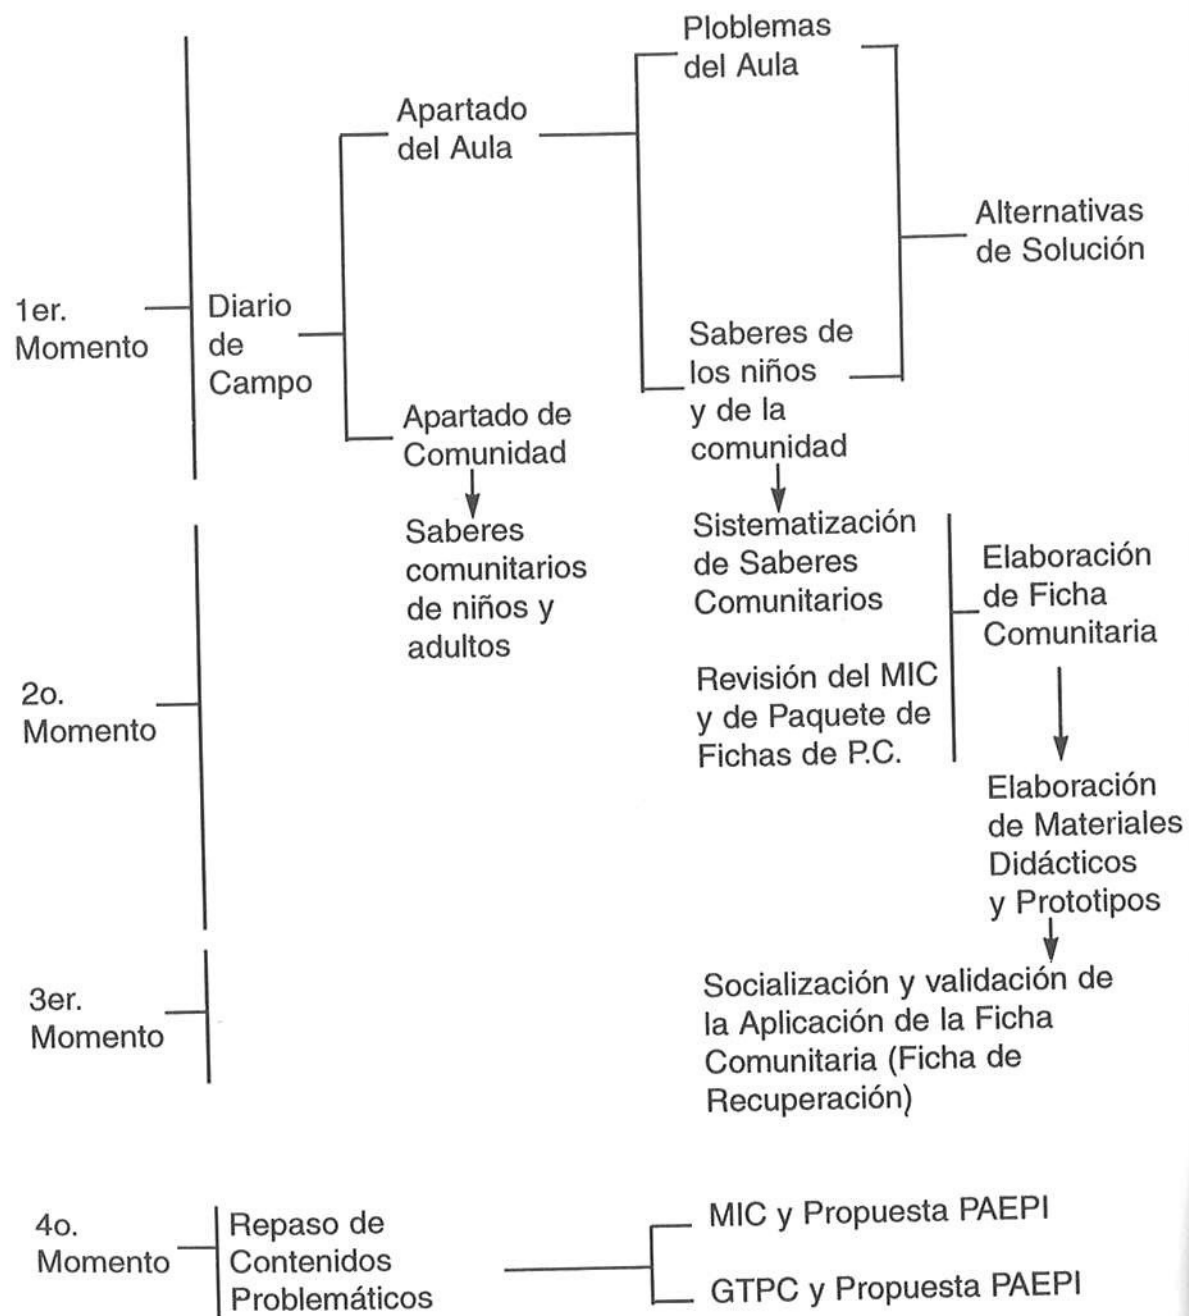 Ploblemas
del Aula
Apartado
del Aula
Alternativas
de Solución
1er.
Momento
Diario
de
Campo
Saberes de
los niños
y de la
comunidad
Apartado de
Comunidad
Saberes
comunitarios
de niños y
adultos
Sistematización
de Saberes
Comunitarios
Elaboración
de Ficha
Comunitaria
2o.
Momento
Revisión del MIC
y de Paquete de
Fichas de P.C.
Elaboración
de Materiales
Didácticos
y Prototipos
3er.
Momento
Socialización y validación de
la Aplicación de la Ficha
Comunitaria (Ficha de
Recuperación)
4o.
Momento
Repaso de
Contenidos
Problemáticos
MIC y Propuesta PAEPI
GTPC y Propuesta PAEPI